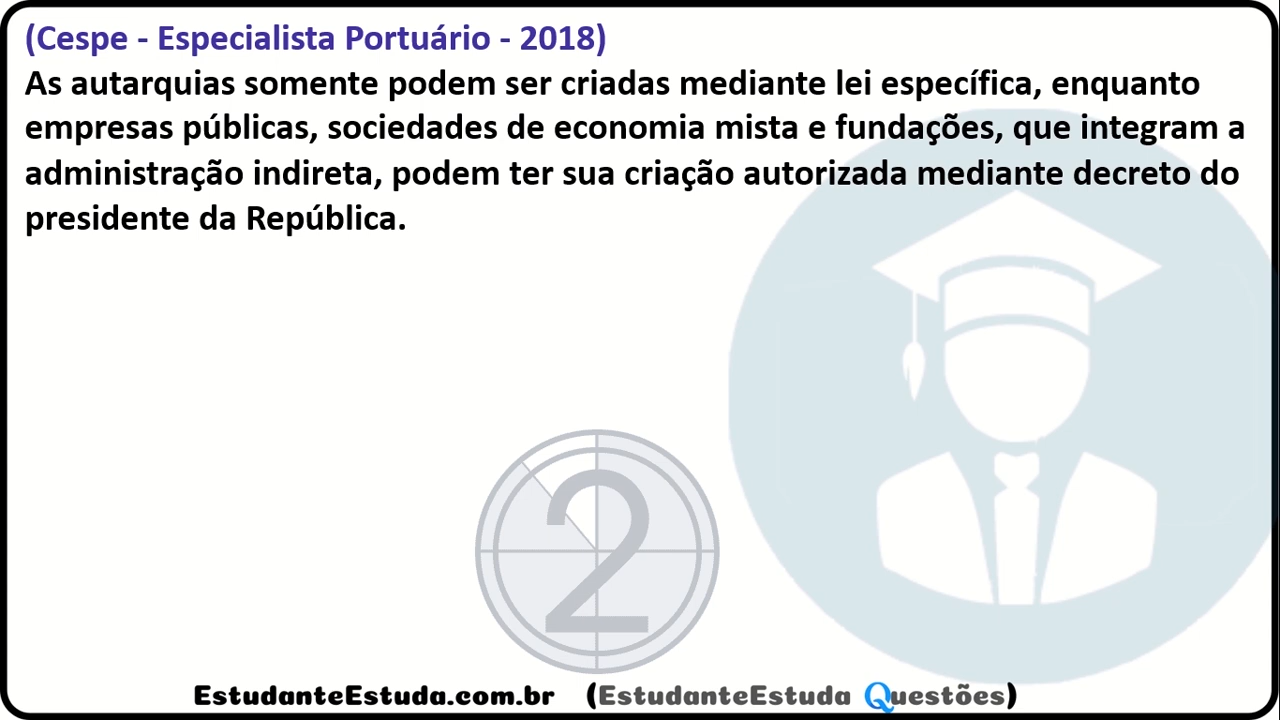 (Cespe - Especialista Portuário - 2018)
As autarquias somente podem ser criadas mediante lei específica, enquanto
empresas públicas, sociedades de economia mista e fundações, que integram a
administração indireta, podem ter sua criação autorizada mediante decreto do
presidente da República.
2
EstudanteEstuda.com.br (EstudanteEstuda Questões)